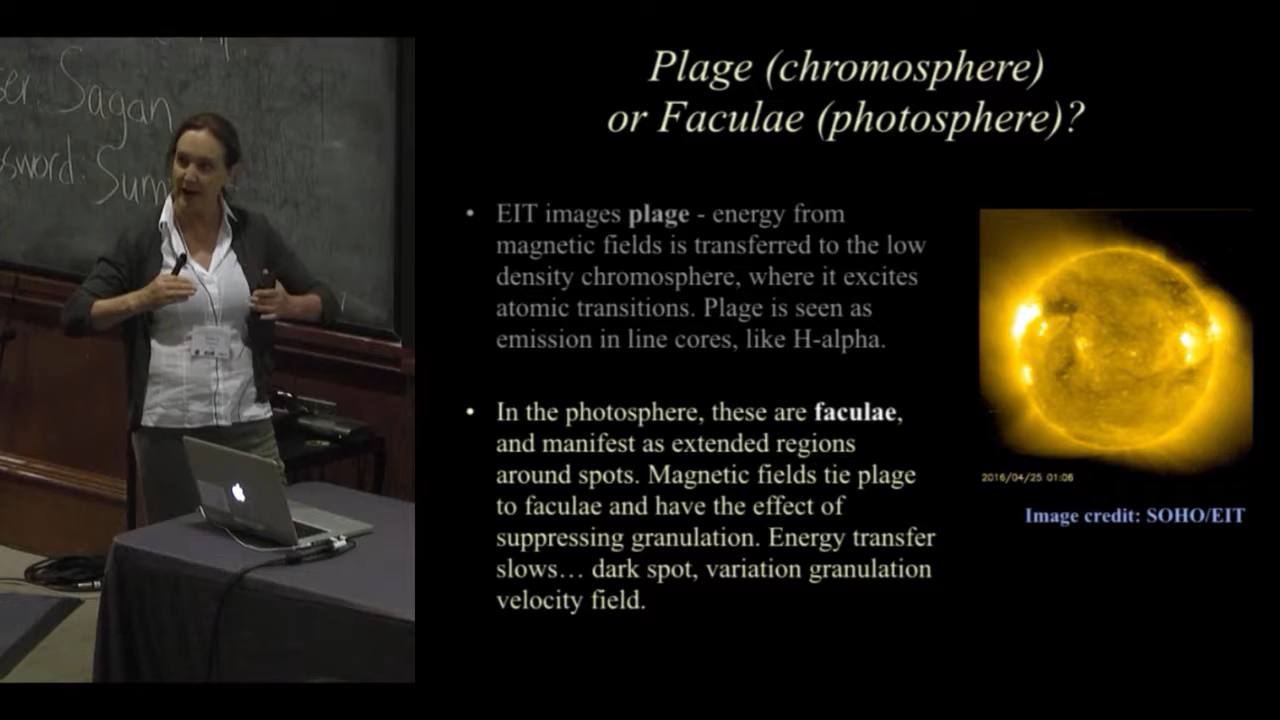 ser: Sagan
sword: Sum
Plage (chromosphere)
or Faculae (photosphere)?
• EIT images plage - energy from
magnetic fields is transferred to the low
density chromosphere, where it excites
atomic transitions. Plage is seen as
emission in line cores, like H-alpha.
• In the photosphere, these are faculae,
and manifest as extended regions
around spots. Magnetic fields tie plage
to faculae and have the effect of
suppressing granulation. Energy transfer
slows… dark spot, variation granulation
velocity field.
2016/04/25 01:06
Image credit: SOHO/EIT